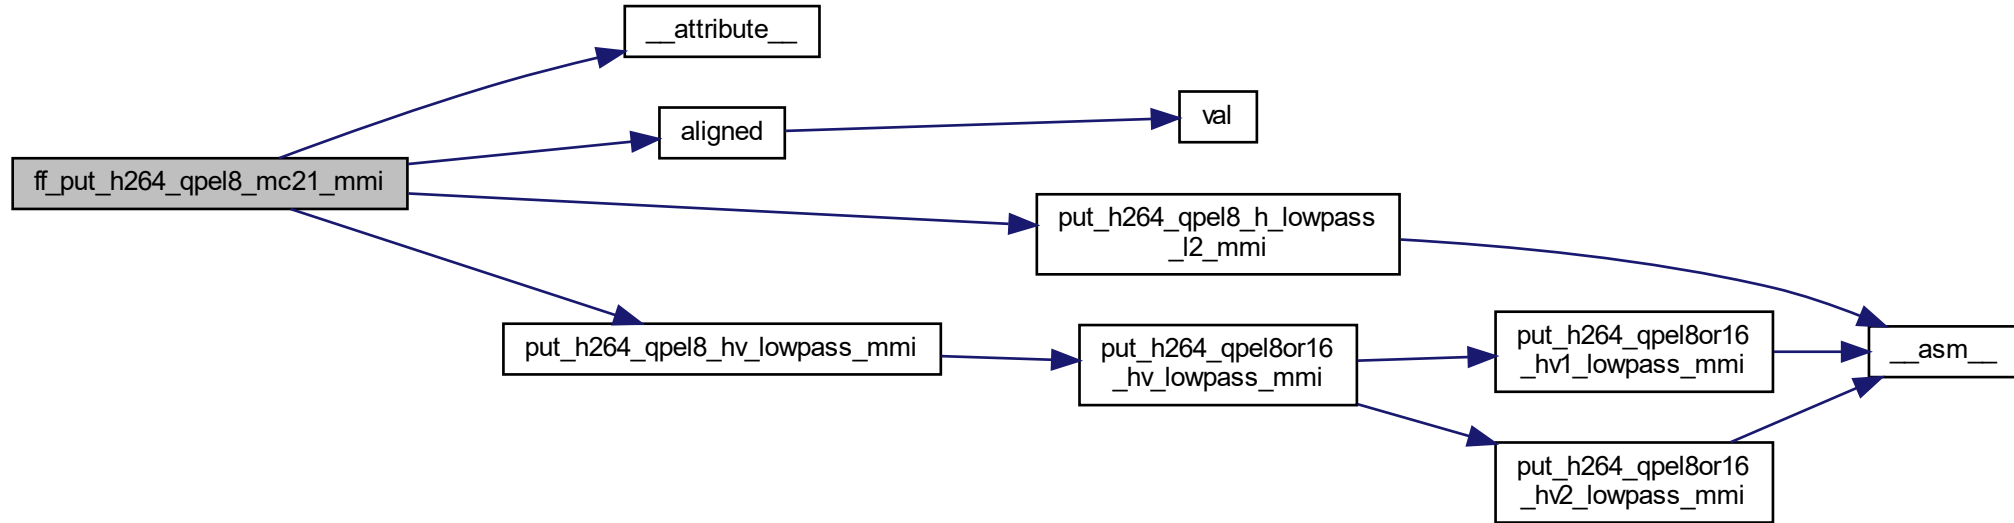 __attribute__
aligned
val
ff_put_h264_qpel8_mc21_mmi
put_h264_qpel8_h_lowpass
_l2_mmi
put_h264_qpel8_hv_lowpass_mmi
put_h264_qpel8or16
_hv_lowpass_mmi
put_h264_qpel8or16
_hv1_lowpass_mmi
__asm__
put_h264_qpel8or16
_hv2_lowpass_mmi